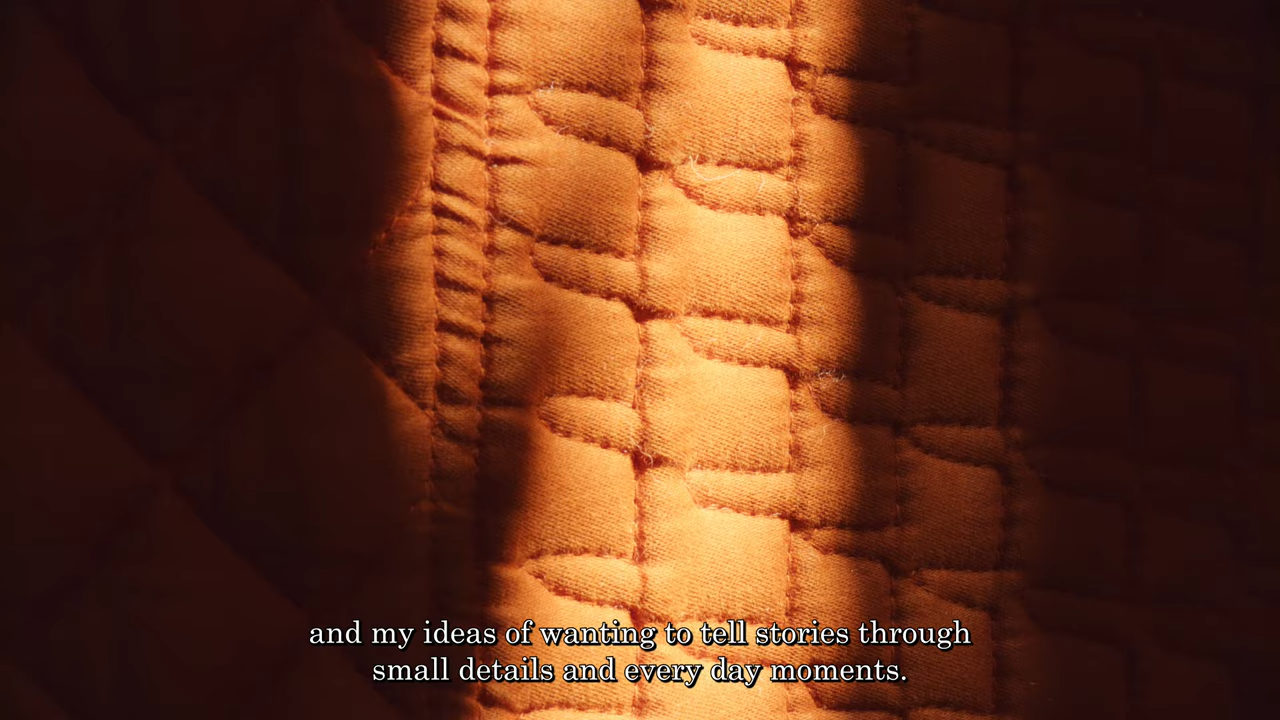 and my ideas of wanting to tell stories through
small details and every day moments.